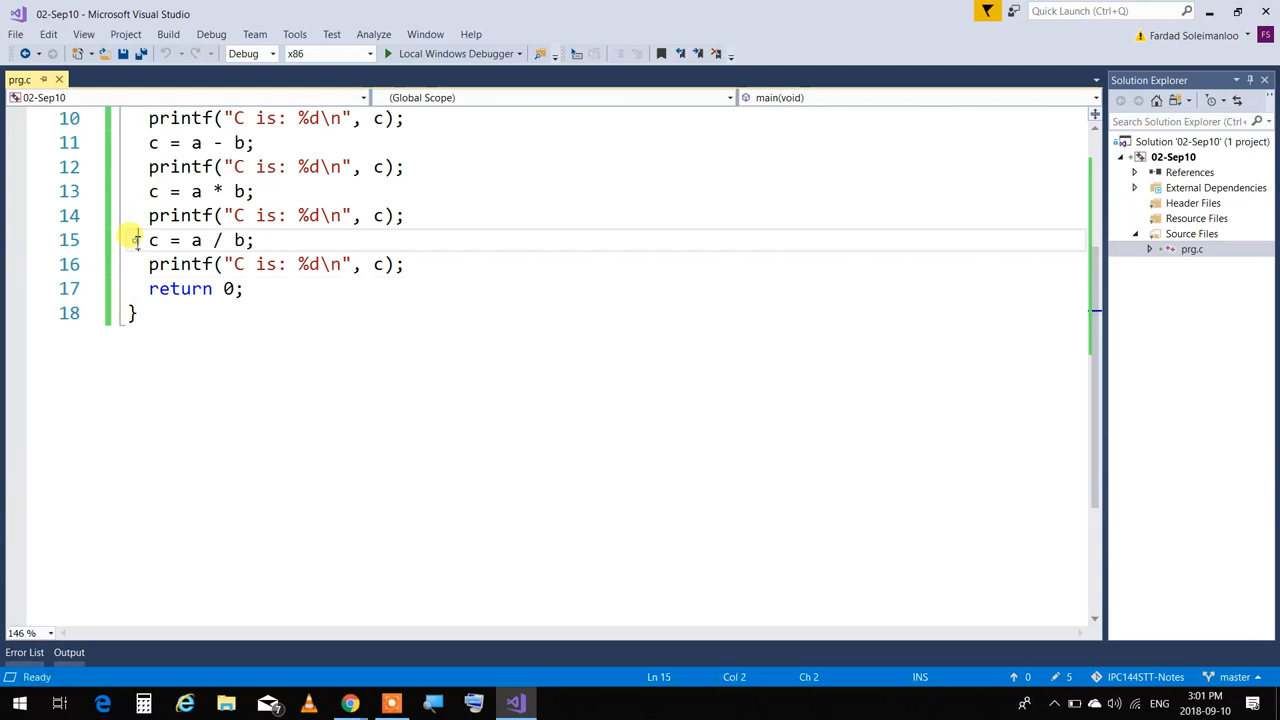 02-Sep10 - Microsoft Visual Studio
Quick Launch (Ctrl+Q)
File Edit View Project Build Debug Team Tools Test Analyze Window Help
Fardad Soleimanloo FS
Debug x86 Local Windows Debugger
prg.c
Solution Explorer
02-Sep10 (Global Scope) main(void)
Search Solution Explorer (Ctrl+
Solution '02-Sep10' (1 project)
02-Sep10
References
External Dependencies
Header Files
Resource Files
Source Files
prg.c
10 printf("C is: %d\n", c);
11 c = a - b;
12 printf("C is: %d\n", c);
13 c = a * b;
14 printf("C is: %d\n", c);
15 c = a / b;
16 printf("C is: %d\n", c);
17 return 0;
18 }
146 %
Error List Output
Ready Ln 15 Col 2 Ch 2 INS 0 5 IPC144STT-Notes master
7 ENG 3:01 PM
2018-09-10